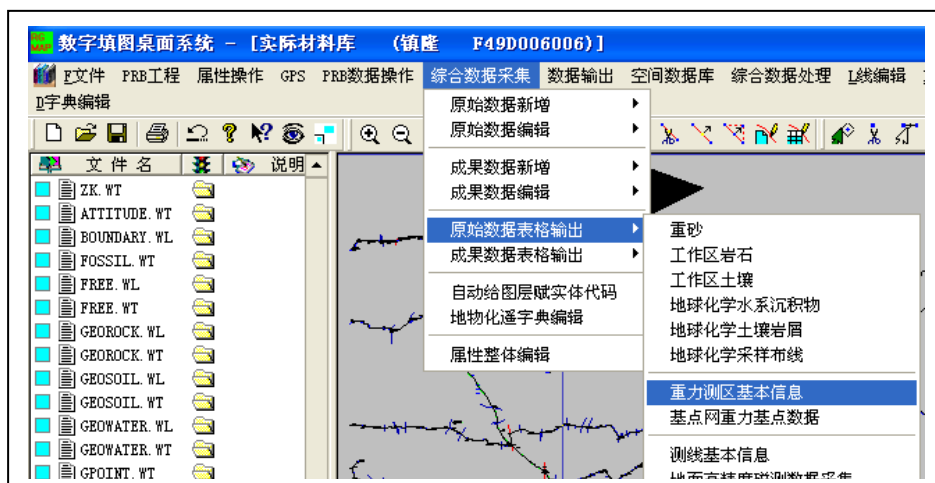 数字填图桌面系统 - [实际材料库 (镇隆 F49D006006)]
F文件 PRB工程 属性操作 GPS PRB数据操作 综合数据采集 数据输出 空间数据库 综合数据处理 L线编辑
D字典编辑
文件名 说明
ZK.WT
ATTITUDE.WT
BOUNDARY.WL
FOSSIL.WT
FREE.WL
FREE.WT
GEOROCK.WL
GEOROCK.WT
GEOSOIL.WL
GEOSOIL.WT
GEOWATER.WL
GEOWATER.WT
GPOINT.WT
原始数据新增
原始数据编辑
成果数据新增
成果数据编辑
原始数据表格输出
成果数据表格输出
自动给图层赋实体代码
地物化遥字典编辑
属性整体编辑
重砂
工作区岩石
工作区土壤
地球化学水系沉积物
地球化学土壤岩屑
地球化学采样布线
重力测区基本信息
基点网重力基点数据
测线基本信息
地面高精度磁测数据采集